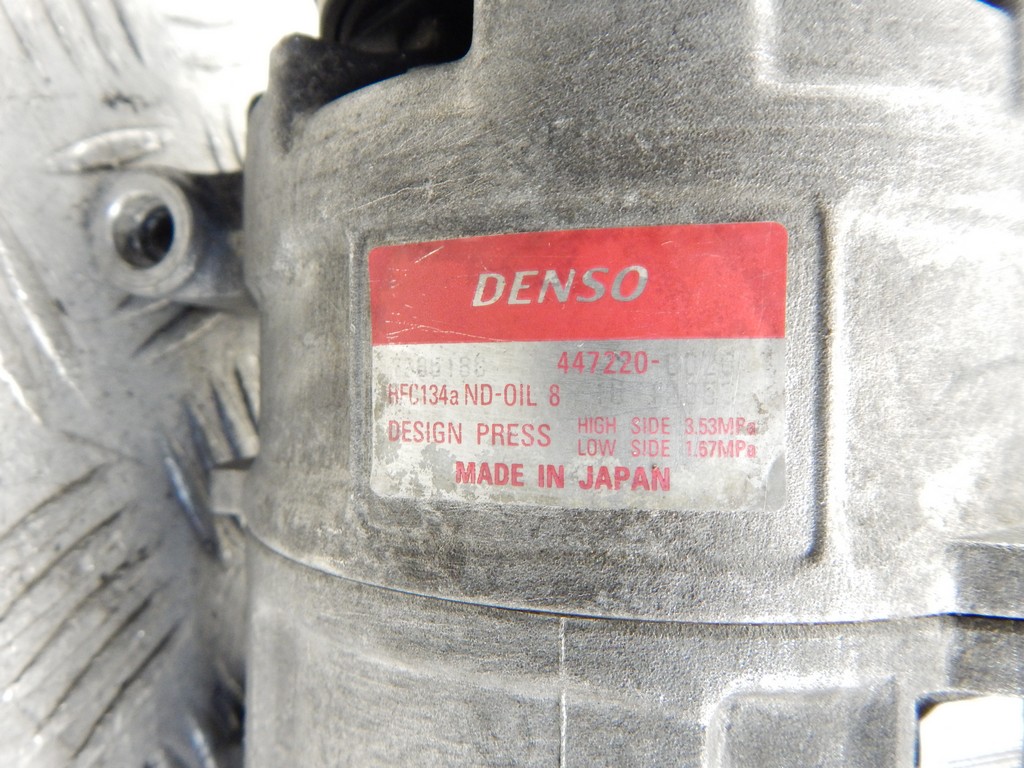 DENSO
447220-
HFC134a ND-OIL 8
DESIGN PRESS HIGH SIDE 3.53MPa
LOW SIDE 1.67MPa
MADE IN JAPAN